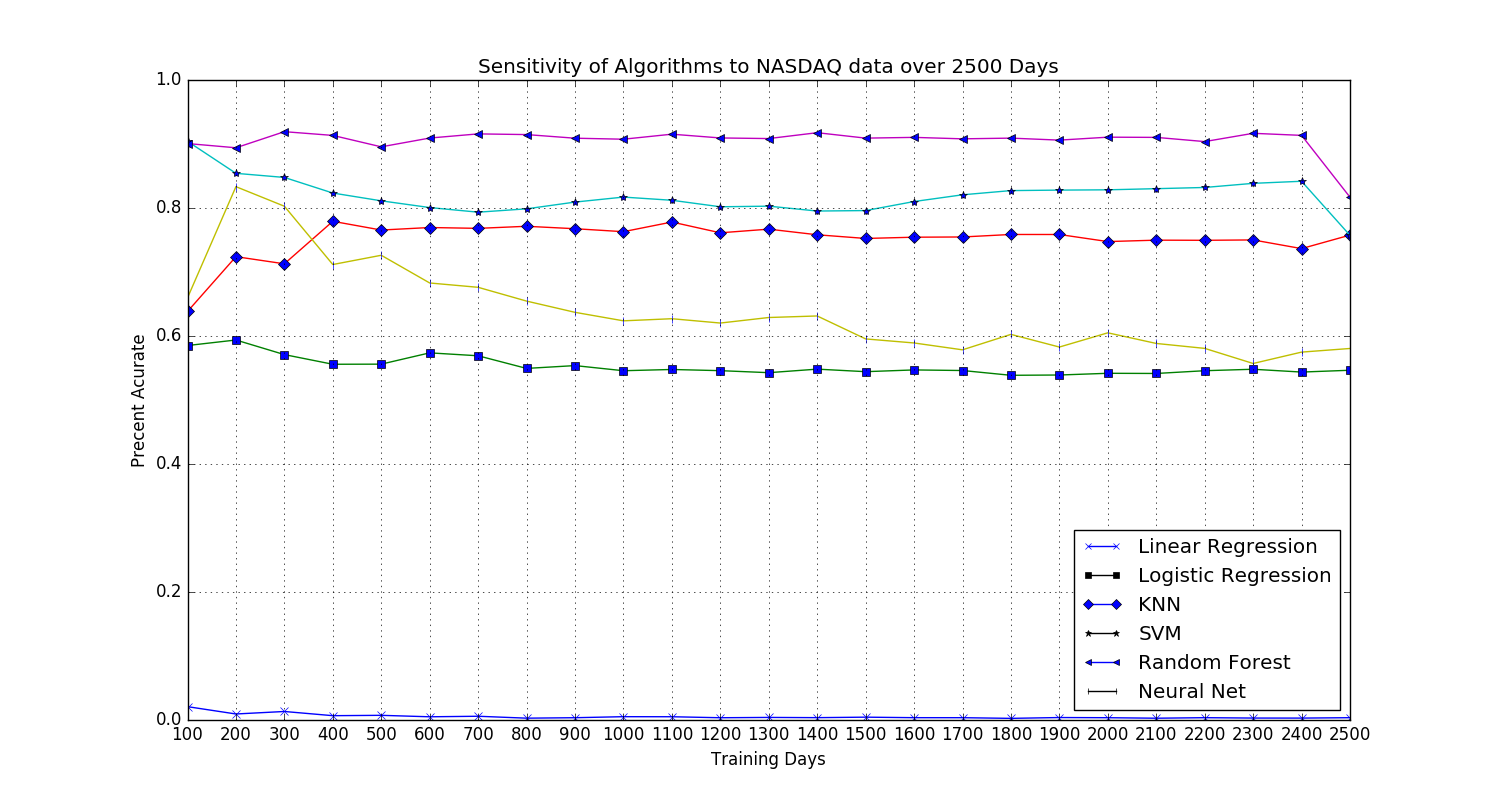 Sensitivity of Algorithms to NASDAQ data over 2500 Days
1.0
0.8
0.6
0.4
0.2
0.0
Precent Acurate
100 200 300 400 500 600 700 800 900 1000 1100 1200 1300 1400 1500 1600 1700 1800 1900 2000 2100 2200 2300 2400 2500
Training Days
Linear Regression
Logistic Regression
KNN
SVM
Random Forest
Neural Net